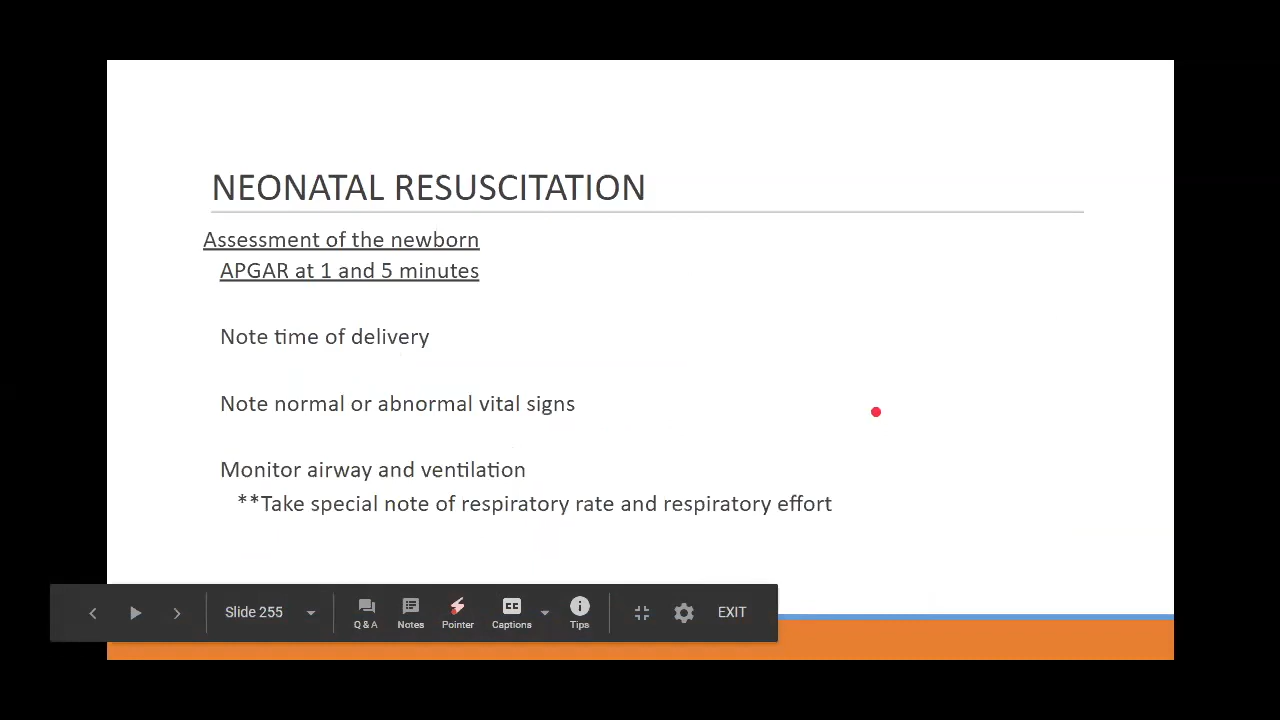 NEONATAL RESUSCITATION
Assessment of the newborn
APGAR at 1 and 5 minutes
Note time of delivery
Note normal or abnormal vital signs
Monitor airway and ventilation
**Take special note of respiratory rate and respiratory effort
Slide 255
Q & A
Notes
Pointer
CC
Captions
Tips
EXIT